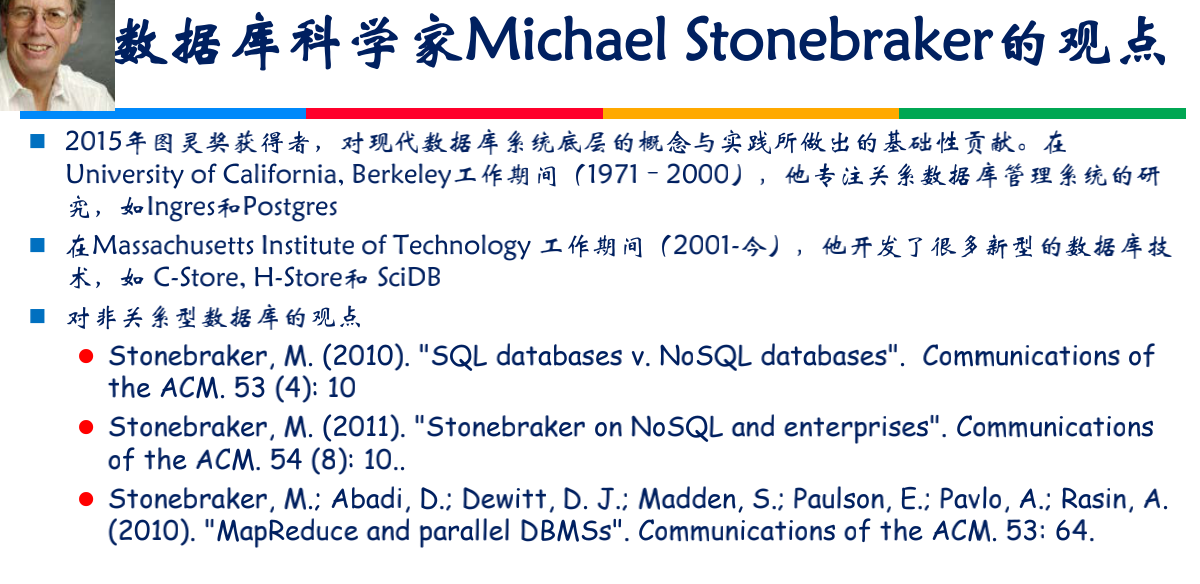 数据库科学家Michael Stonebraker的观点
2015年图灵奖获得者，对现代数据库系统底层的概念与实践所做出的基础性贡献。在
University of California, Berkeley工作期间（1971–2000），他专注关系数据库管理系统的研
究，如Ingres和Postgres
在Massachusetts Institute of Technology 工作期间（2001-今），他开发了很多新型的数据库技
术，如 C-Store, H-Store和 SciDB
对非关系型数据库的观点
Stonebraker, M. (2010). "SQL databases v. NoSQL databases". Communications of
the ACM. 53 (4): 10
Stonebraker, M. (2011). "Stonebraker on NoSQL and enterprises". Communications
of the ACM. 54 (8): 10..
Stonebraker, M.; Abadi, D.; Dewitt, D. J.; Madden, S.; Paulson, E.; Pavlo, A.; Rasin, A.
(2010). "MapReduce and parallel DBMSs". Communications of the ACM. 53: 64.